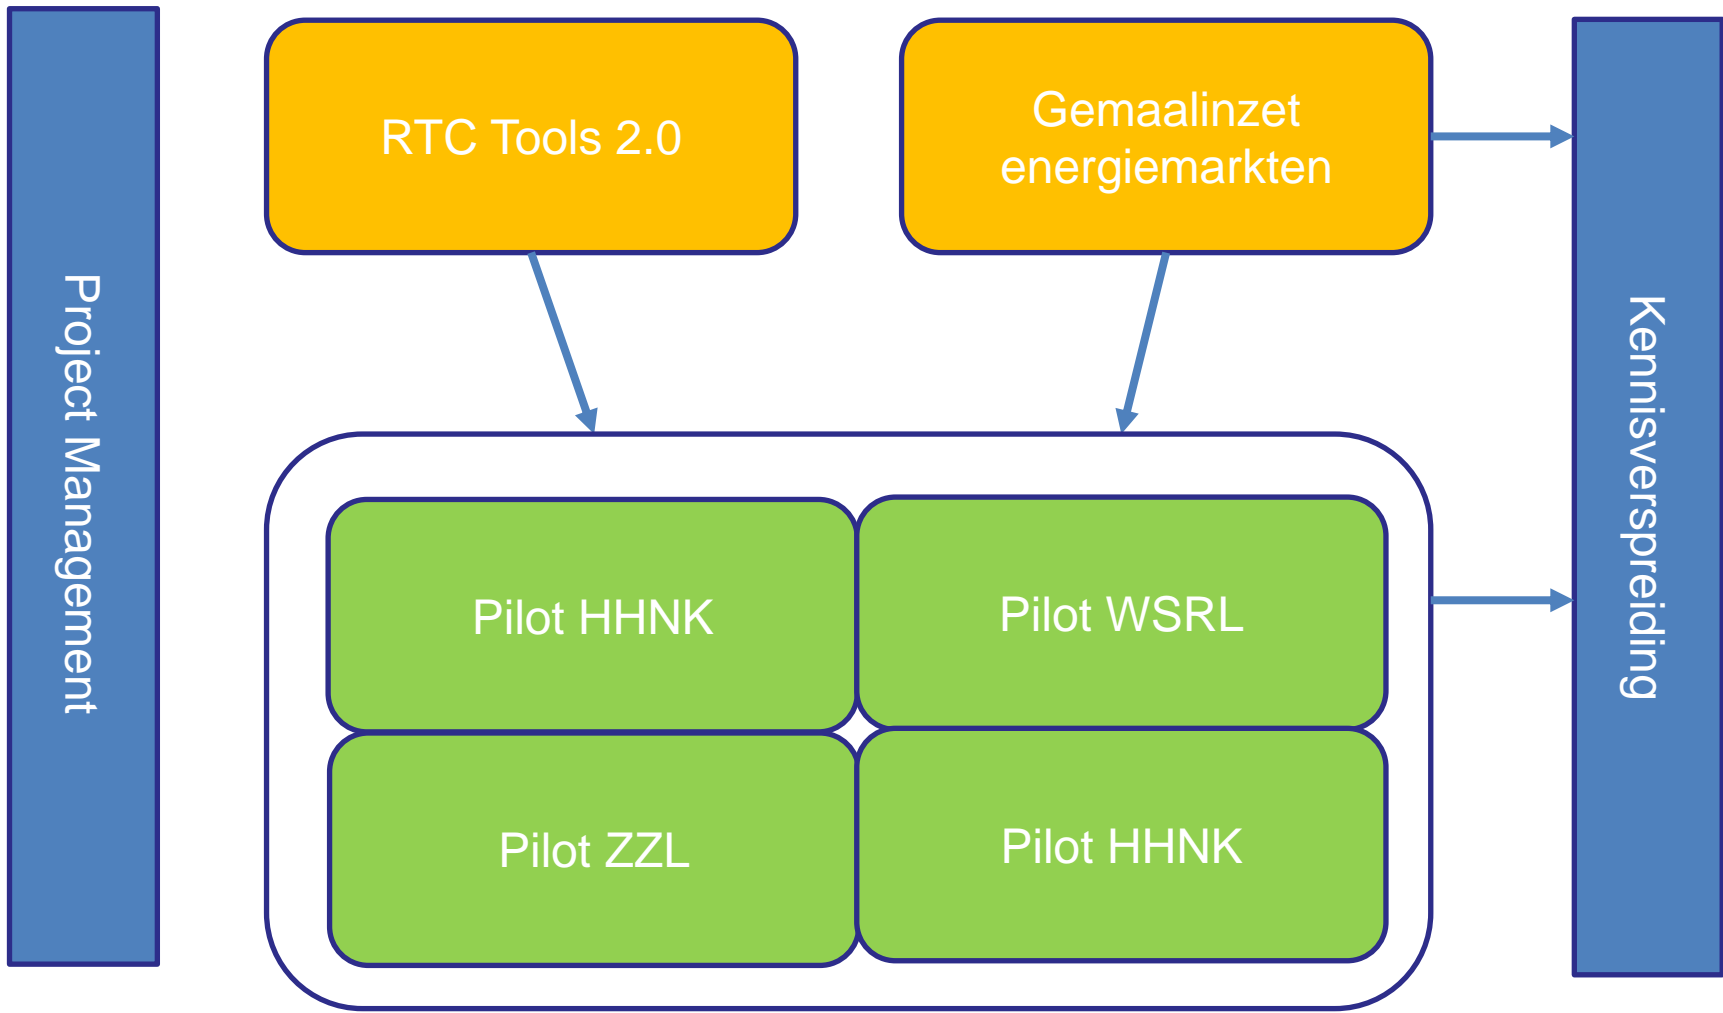 Project Management
RTC Tools 2.0
Gemaalinzet
energiemarkten
Kennisverspreiding
Pilot HHNK
Pilot WSRL
Pilot ZZL
Pilot HHNK